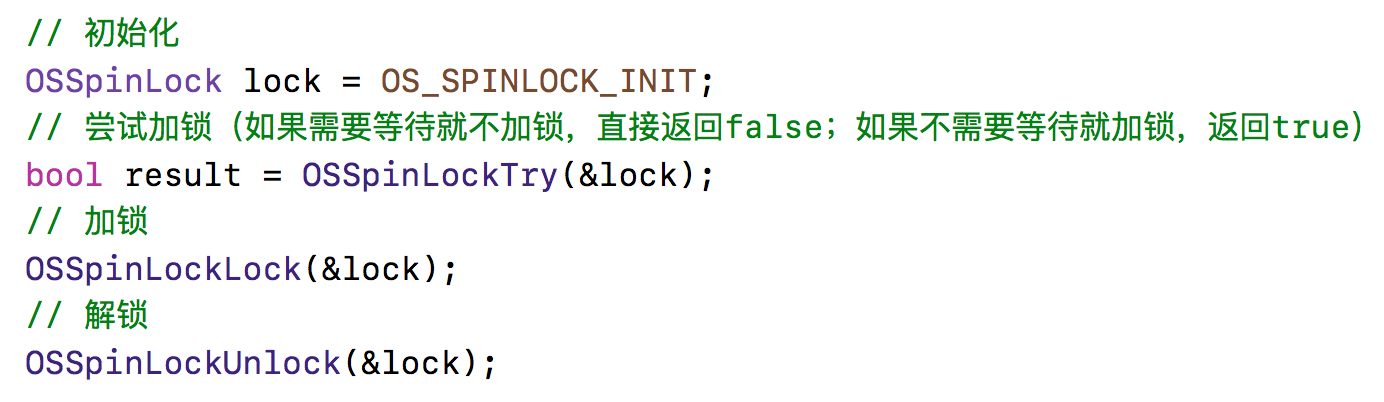 // 初始化
OSSpinLock lock = OS_SPINLOCK_INIT;
// 尝试加锁（如果需要等待就不加锁，直接返回false；如果不需要等待就加锁，返回true）
bool result = OSSpinLockTry(&lock);
// 加锁
OSSpinLockLock(&lock);
// 解锁
OSSpinLockUnlock(&lock);